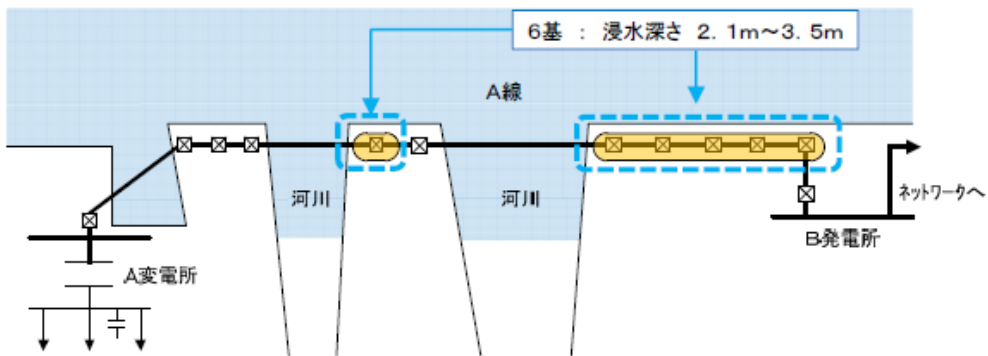 6基 : 浸水深さ 2.1m~3.5m
A線
河川
河川
ネットワークへ
B発電所
A変電所